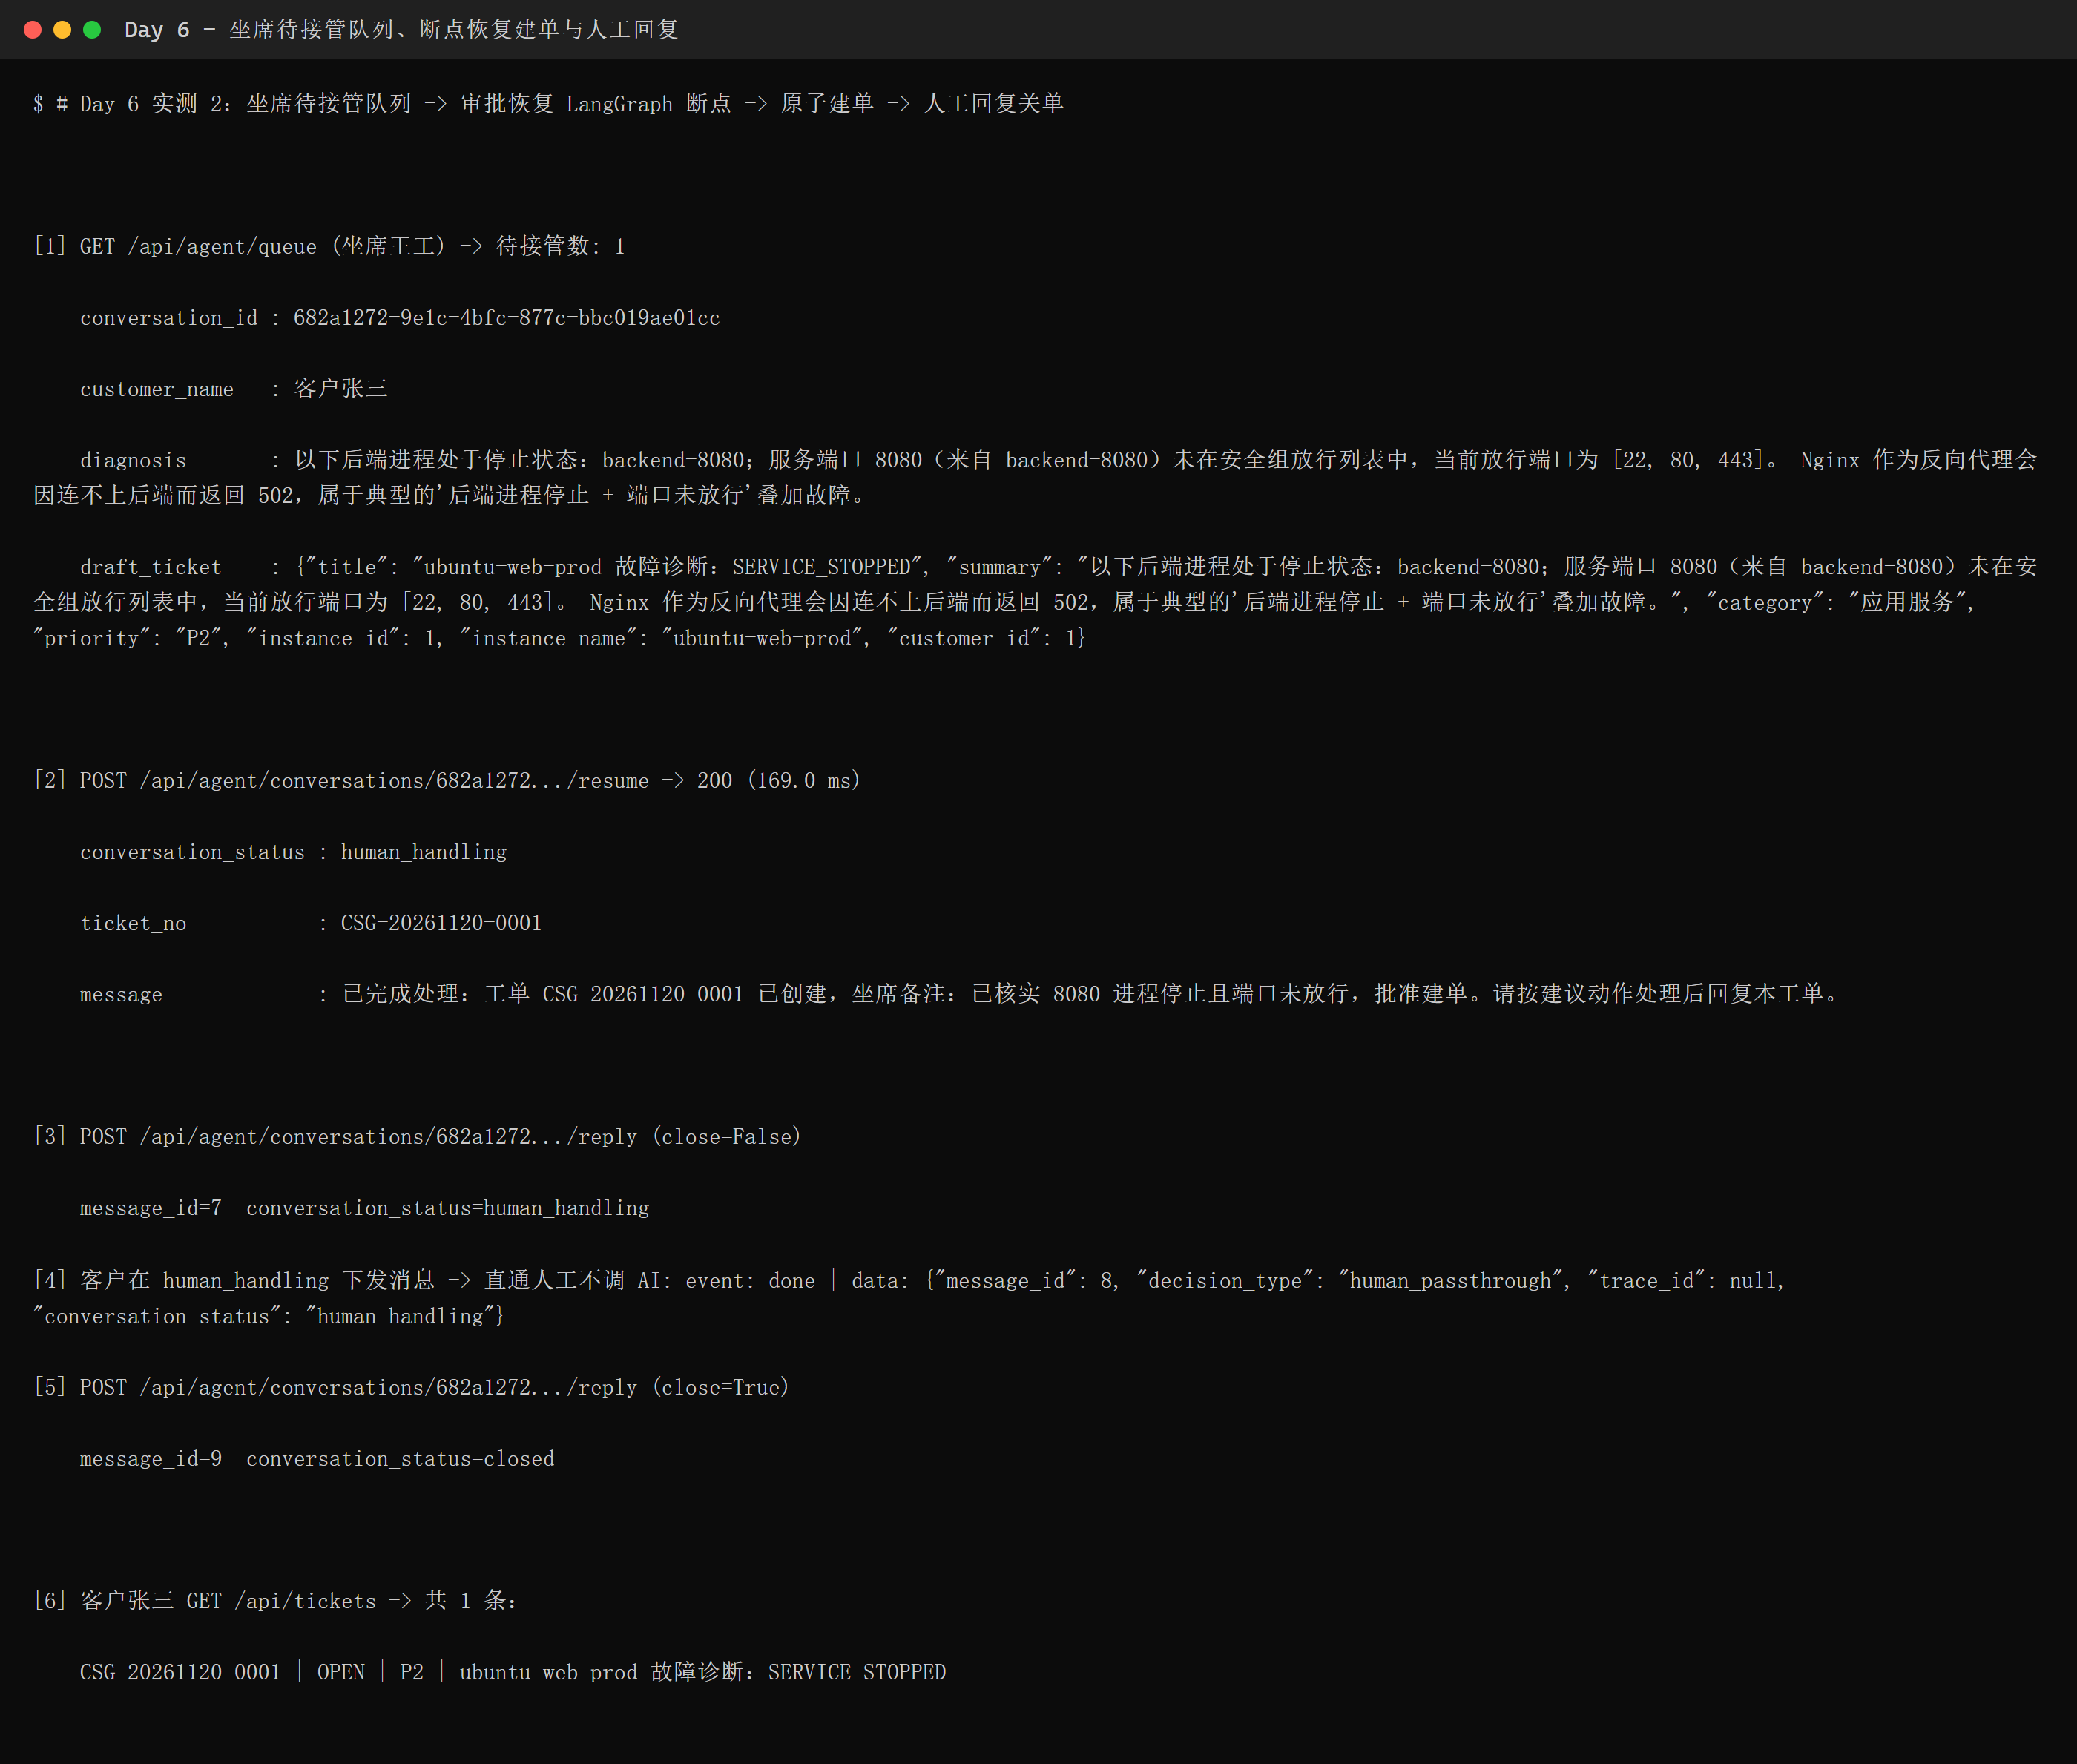 Day 6 - 坐席待接管队列、断点恢复建单与人工回复
$ # Day 6 实测 2：坐席待接管队列 -> 审批恢复 LangGraph 断点 -> 原子建单 -> 人工回复关单
[1] GET /api/agent/queue (坐席王工) -> 待接管数: 1
conversation_id : 682a1272-9e1c-4bfc-877c-bbc019ae01cc
customer_name   : 客户张三
diagnosis       : 以下后端进程处于停止状态：backend-8080；服务端口 8080（来自 backend-8080）未在安全组放行列表中，当前放行端口为 [22, 80, 443]。 Nginx 作为反向代理会
因连不上后端而返回 502，属于典型的'后端进程停止 + 端口未放行'叠加故障。
draft_ticket    : {"title": "ubuntu-web-prod 故障诊断：SERVICE_STOPPED", "summary": "以下后端进程处于停止状态：backend-8080；服务端口 8080（来自 backend-8080）未在安
全组放行列表中，当前放行端口为 [22, 80, 443]。 Nginx 作为反向代理会因连不上后端而返回 502，属于典型的'后端进程停止 + 端口未放行'叠加故障。", "category": "应用服务",
"priority": "P2", "instance_id": 1, "instance_name": "ubuntu-web-prod", "customer_id": 1}
[2] POST /api/agent/conversations/682a1272.../resume -> 200 (169.0 ms)
conversation_status : human_handling
ticket_no           : CSG-20261120-0001
message             : 已完成处理：工单 CSG-20261120-0001 已创建，坐席备注：已核实 8080 进程停止且端口未放行，批准建单。请按建议动作处理后回复本工单。
[3] POST /api/agent/conversations/682a1272.../reply (close=False)
message_id=7  conversation_status=human_handling
[4] 客户在 human_handling 下发消息 -> 直通人工不调 AI: event: done | data: {"message_id": 8, "decision_type": "human_passthrough", "trace_id": null,
"conversation_status": "human_handling"}
[5] POST /api/agent/conversations/682a1272.../reply (close=True)
message_id=9  conversation_status=closed
[6] 客户张三 GET /api/tickets -> 共 1 条：
CSG-20261120-0001 | OPEN | P2 | ubuntu-web-prod 故障诊断：SERVICE_STOPPED